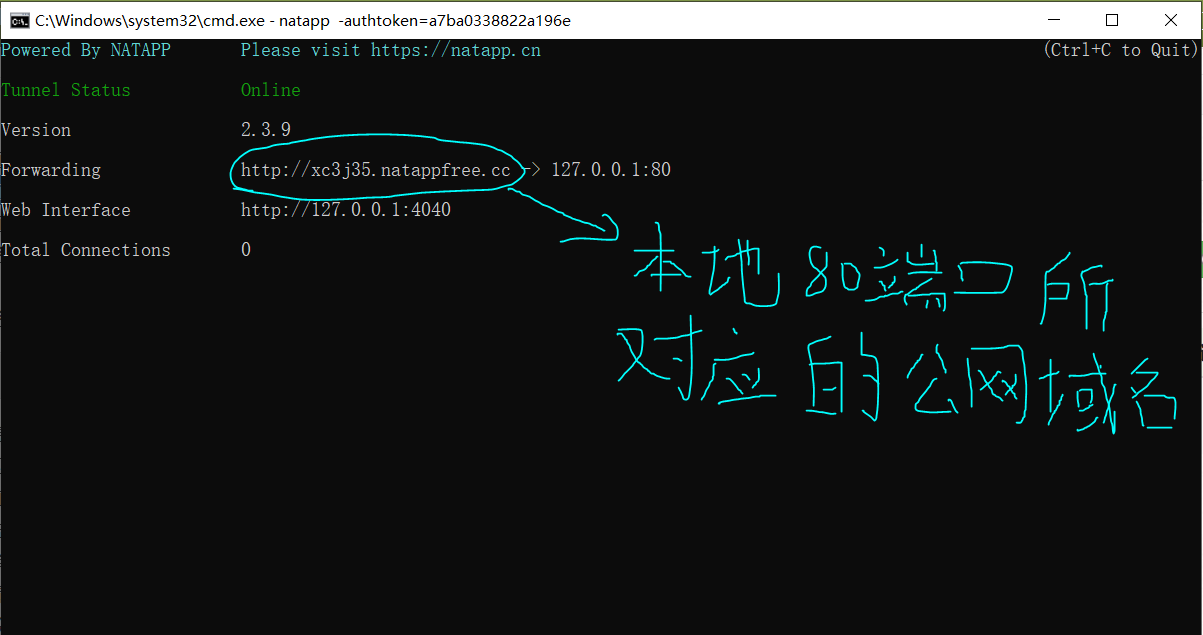 C:\Windows\system32\cmd.exe - natapp -authtoken=a7ba0338822a196e
Powered By NATAPP Please visit https://natapp.cn (Ctrl+C to Quit)
Tunnel Status Online
Version 2.3.9
Forwarding http://xc3j35.natappfree.cc -> 127.0.0.1:80
Web Interface http://127.0.0.1:4040
Total Connections 0
本地80端口所
对应的公网域名